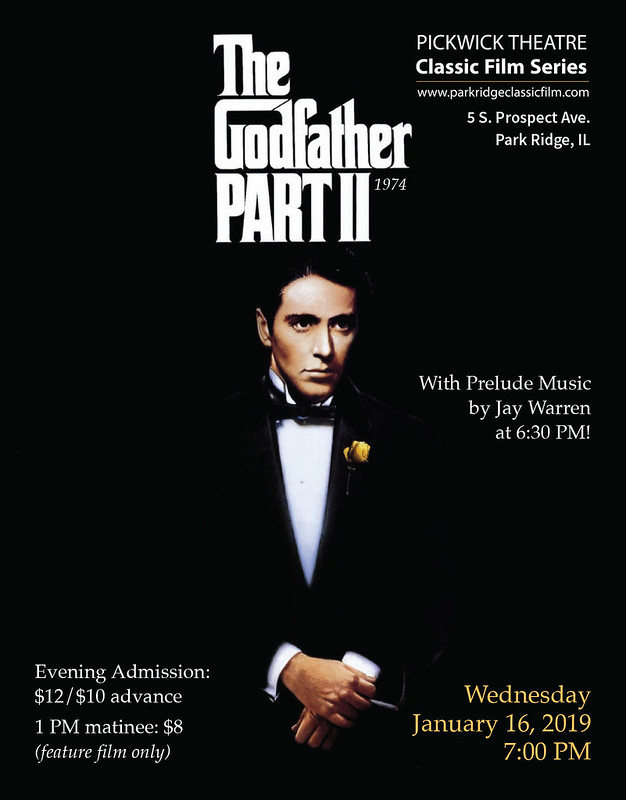 The
Godfather
PART II
1974
PICKWICK THEATRE
Classic Film Series
www.parkridgeclassicfilm.com
5 S. Prospect Ave.
Park Ridge, IL
With Prelude Music
by Jay Warren
at 6:30 PM!
Evening Admission:
$12/$10 advance
1 PM matinee: $8
(feature film only)
Wednesday
January 16, 2019
7:00 PM